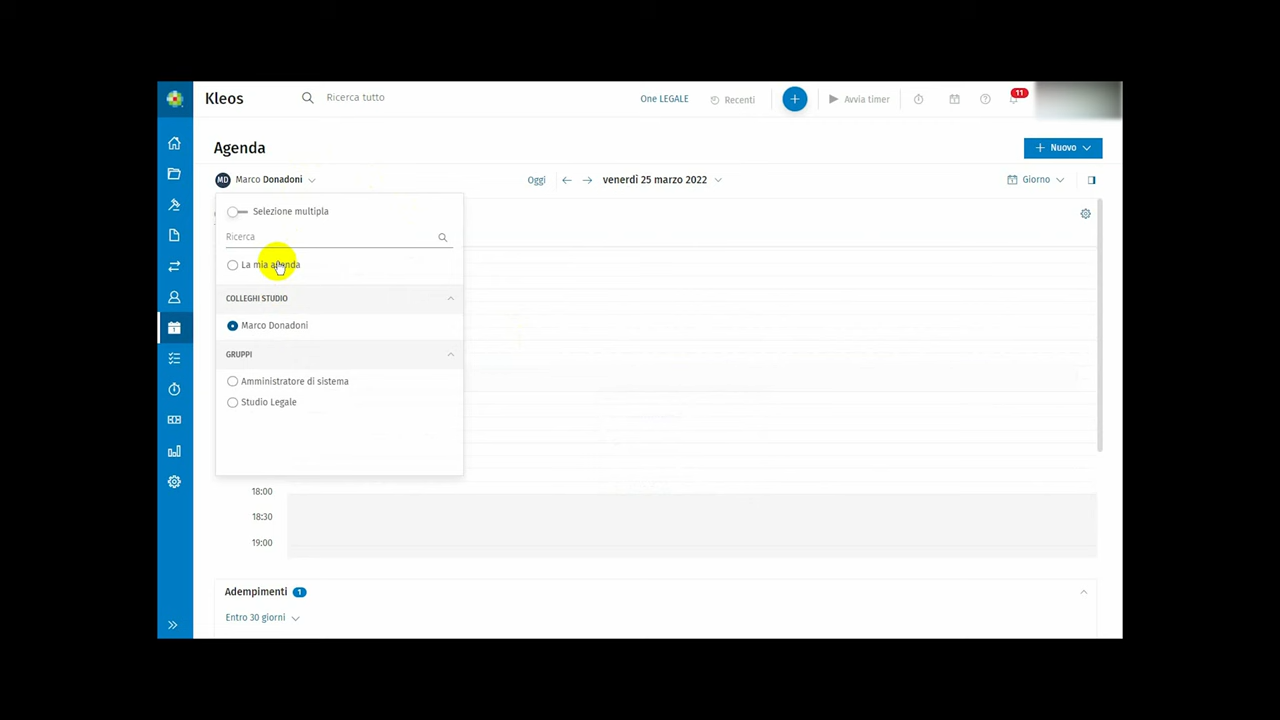 Kleos
Ricerca tutto
One LEGALE
Recenti
Avvia timer
11
Agenda
Nuovo
MD Marco Donadoni
Oggi
venerdì 25 marzo 2022
Giorno
Selezione multipla
Ricerca
La mia agenda
COLLEGHI STUDIO
Marco Donadoni
GRUPPI
Amministratore di sistema
Studio Legale
18:00
18:30
19:00
Adempimenti 1
Entro 30 giorni